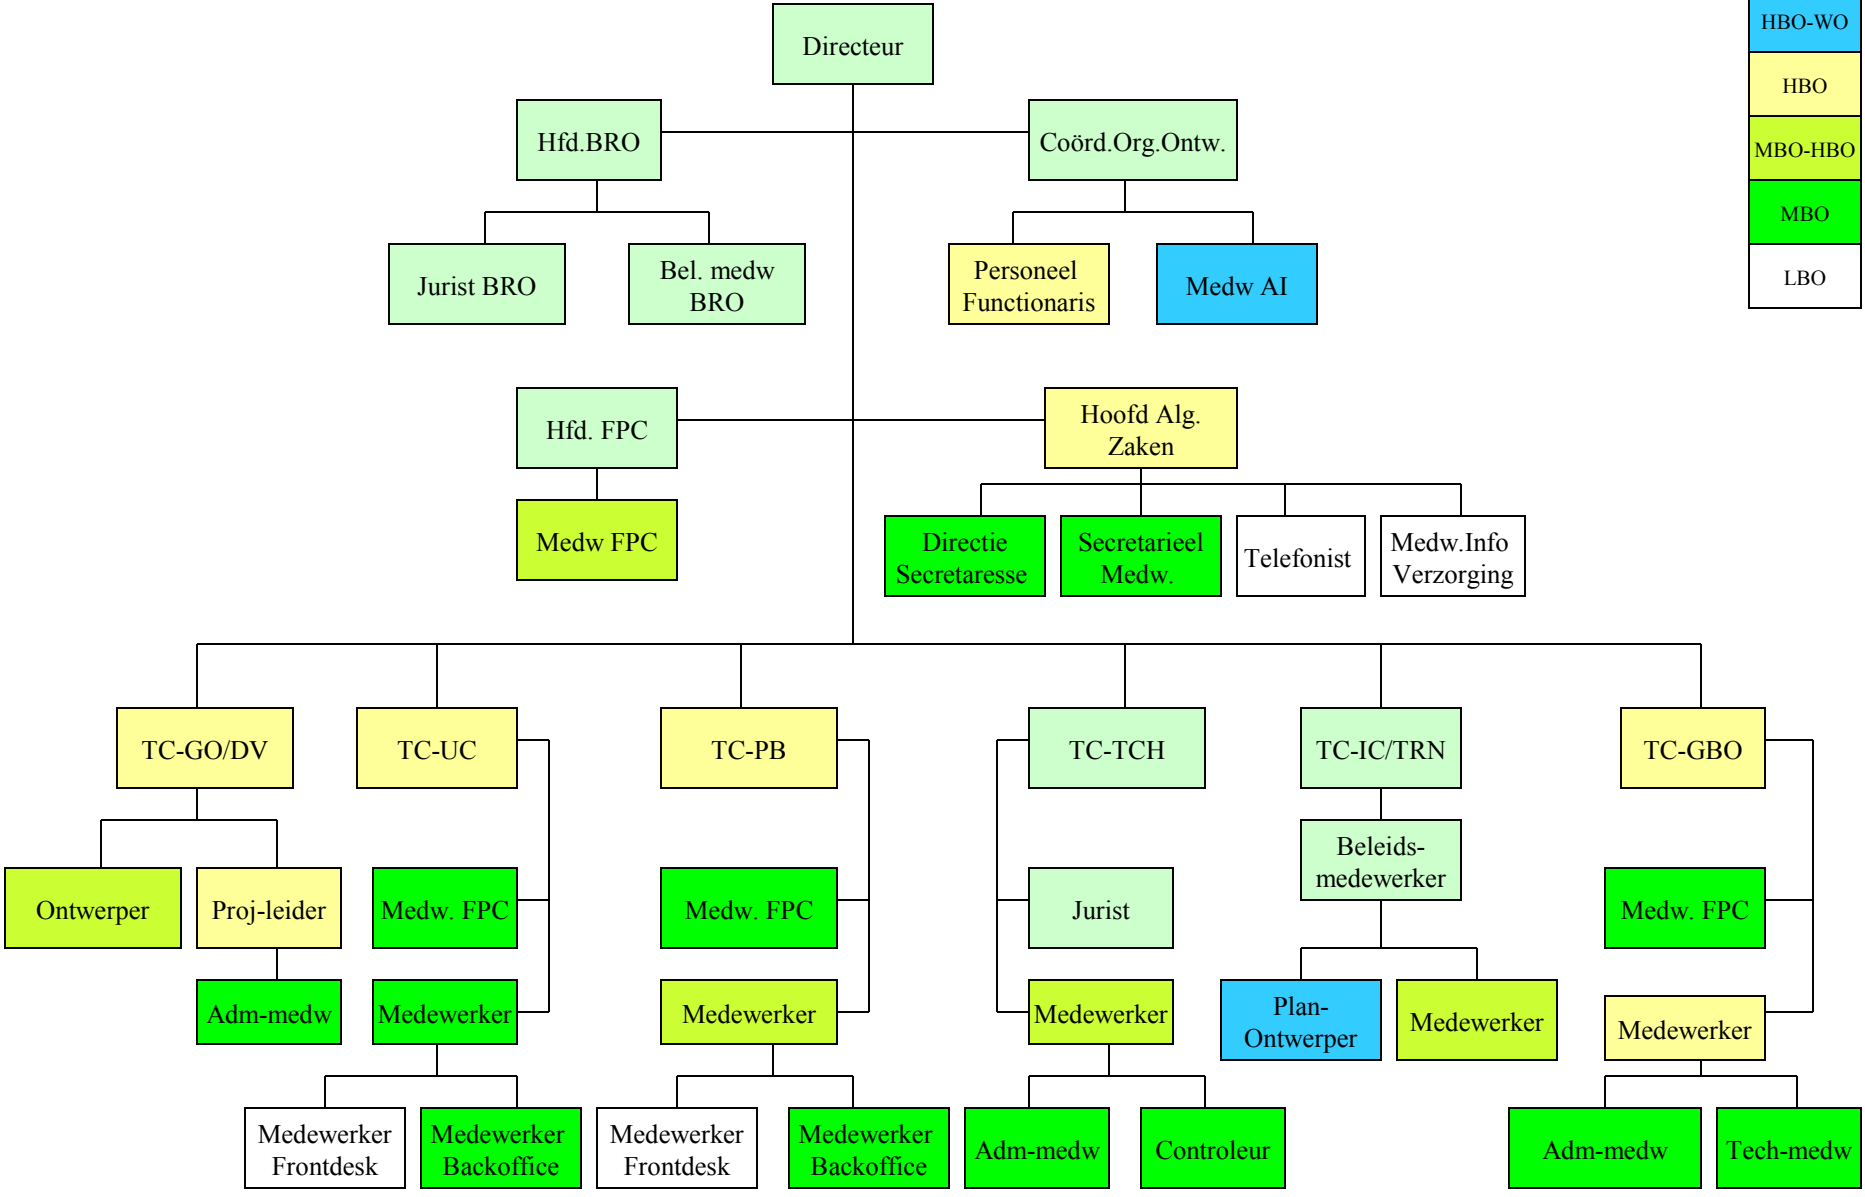 Directeur
HBO-WO
HBO
MBO-HBO
MBO
LBO
Hfd.BRO
Coörd.Org.Ontw.
Jurist BRO
Bel. medw
BRO
Personeel
Functionaris
Medw AI
Hfd. FPC
Hoofd Alg.
Zaken
Medw FPC
Directie
Secretaresse
Secretarieel
Medw.
Telefonist
Medw.Info
Verzorging
TC-GO/DV
TC-UC
TC-PB
TC-TCH
TC-IC/TRN
TC-GBO
Beleids-
medewerker
Ontwerper
Proj-leider
Medw. FPC
Medw. FPC
Jurist
Medw. FPC
Adm-medw
Medewerker
Medewerker
Medewerker
Plan-
Ontwerper
Medewerker
Medewerker
Medewerker
Frontdesk
Medewerker
Backoffice
Medewerker
Frontdesk
Medewerker
Backoffice
Adm-medw
Controleur
Adm-medw
Tech-medw